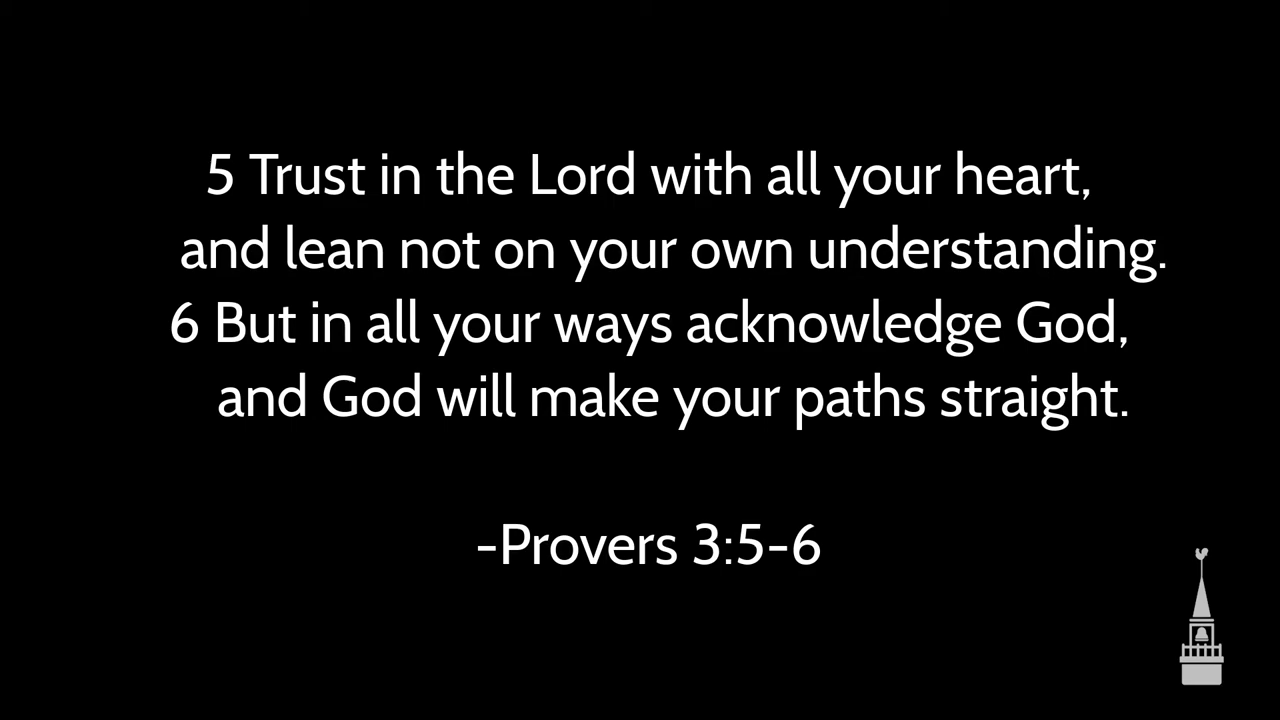 5 Trust in the Lord with all your heart,
and lean not on your own understanding.
6 But in all your ways acknowledge God,
and God will make your paths straight.
-Provers 3:5-6